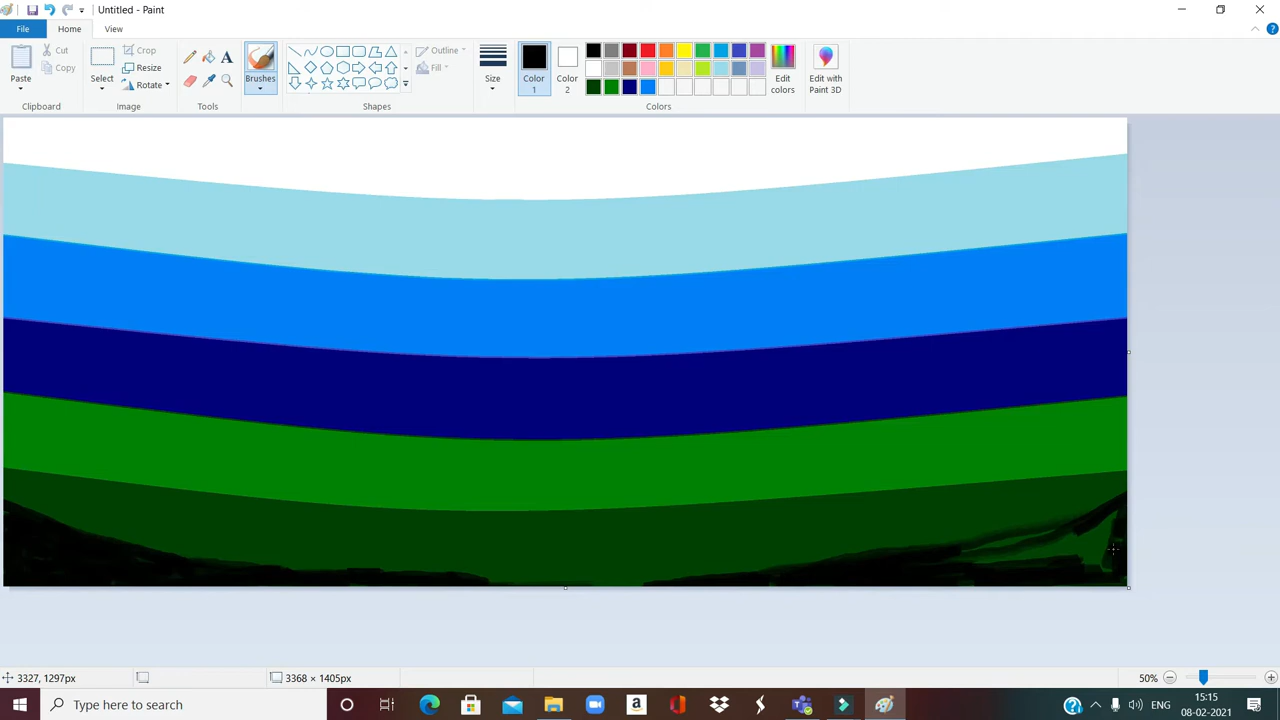 Untitled - Paint
File
Home
View
Paste
Cut
Copy
Clipboard
Select
Crop
Resize
Rotate
Image
A
Tools
Brushes
Shapes
Outline
Fill
Size
Color
1
Color
2
Colors
Edit
colors
Edit with
Paint 3D
3327, 1297px
3368 × 1405px
50%
Type here to search
ENG
15:15
08-02-2021